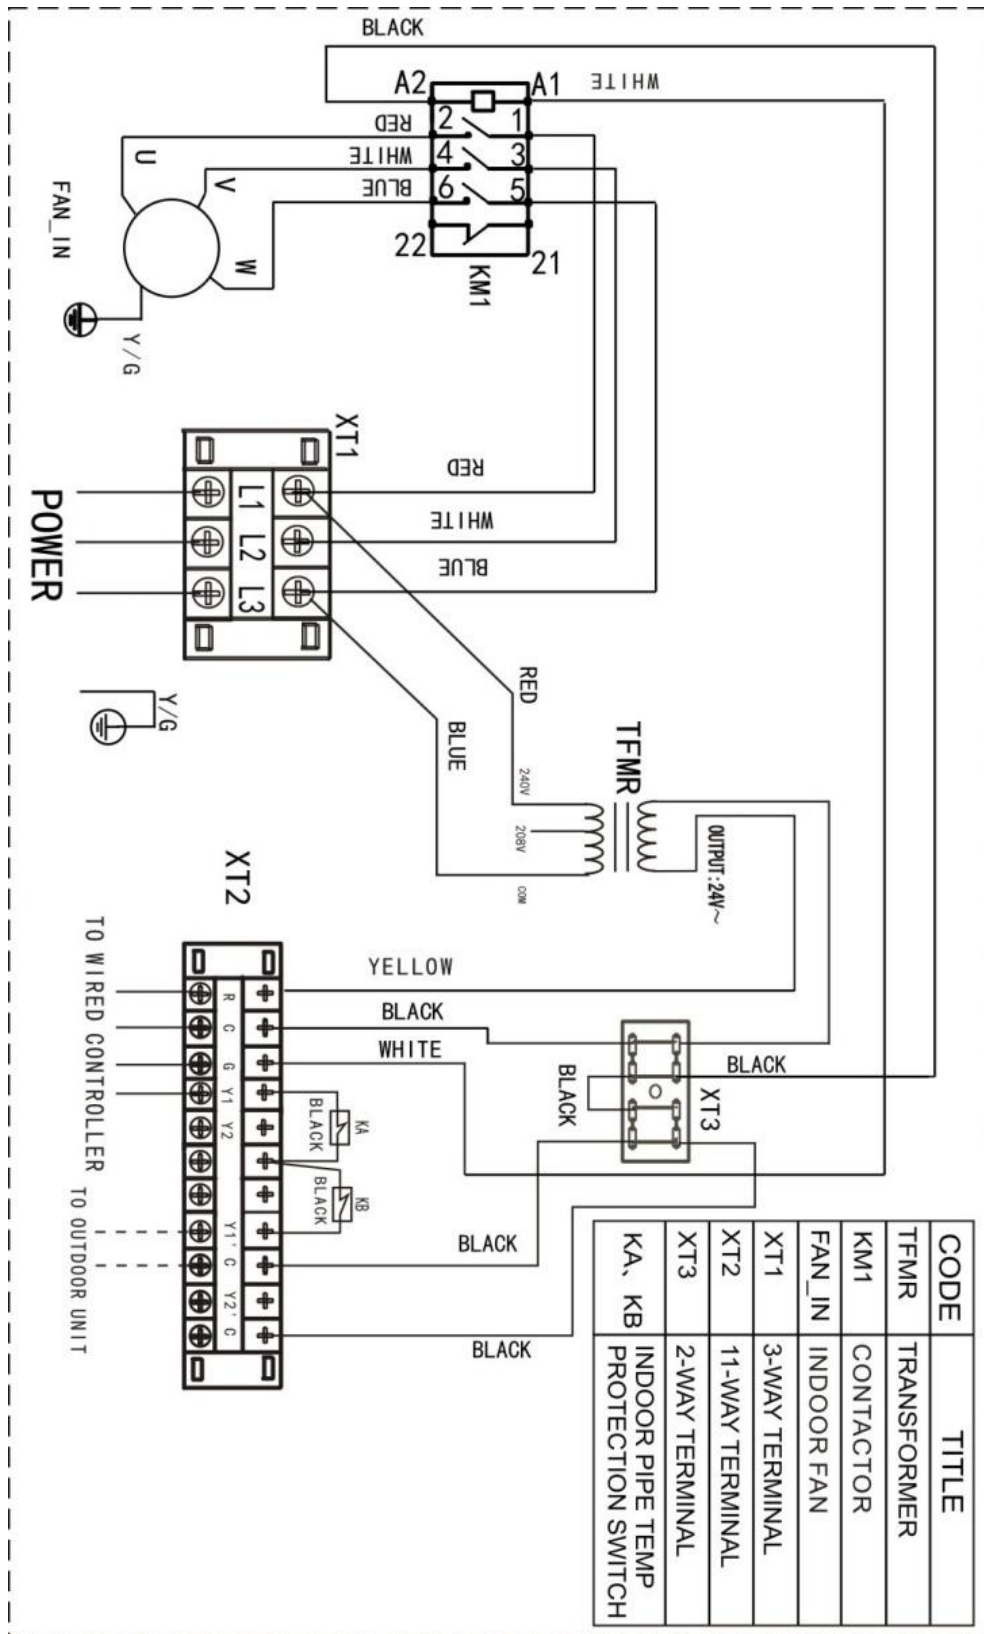 BLACK
A2
A1
WHITE
RED
2
1
U
WHITE
4
3
V
BLUE
6
5
FAN_IN
W
22
21
KM1
Y/G
XT1
RED
L1
WHITE
POWER
L2
BLUE
L3
RED
Y/G
BLUE
TFMR
240V
208V
COM
OUTPUT:24V~
XT2
YELLOW
R
BLACK
C
WHITE
G
TO WIRED CONTROLLER
Y1
Y2
BLACK
KA
BLACK
KB
BLACK
BLACK
XT3
TO OUTDOOR UNIT
Y1'
C
BLACK
Y2'
C
BLACK
CODE TITLE
TFMR TRANSFORMER
KM1 CONTACTOR
FAN_IN INDOOR FAN
XT1 3-WAY TERMINAL
XT2 11-WAY TERMINAL
XT3 2-WAY TERMINAL
KA、KB INDOOR PIPE TEMP
PROTECTION SWITCH